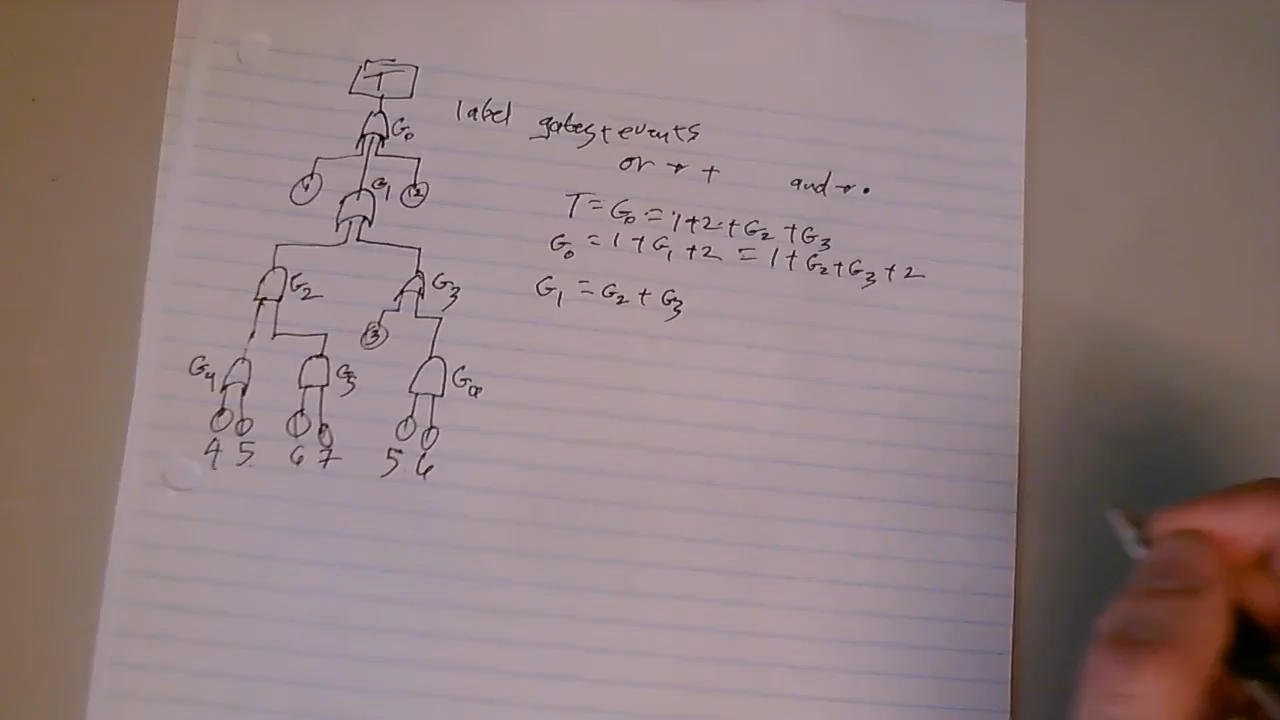 T
G₀
label gates + events
or → +
and → •
1
G₁
2
T = G₀ = 1+2+G₂+G₃
G₀ = 1+G₁+2 = 1+G₂+G₃+2
G₁ = G₂ + G₃
G₂
G₃
3
G₄
G₅
4 5
6 7
5 6